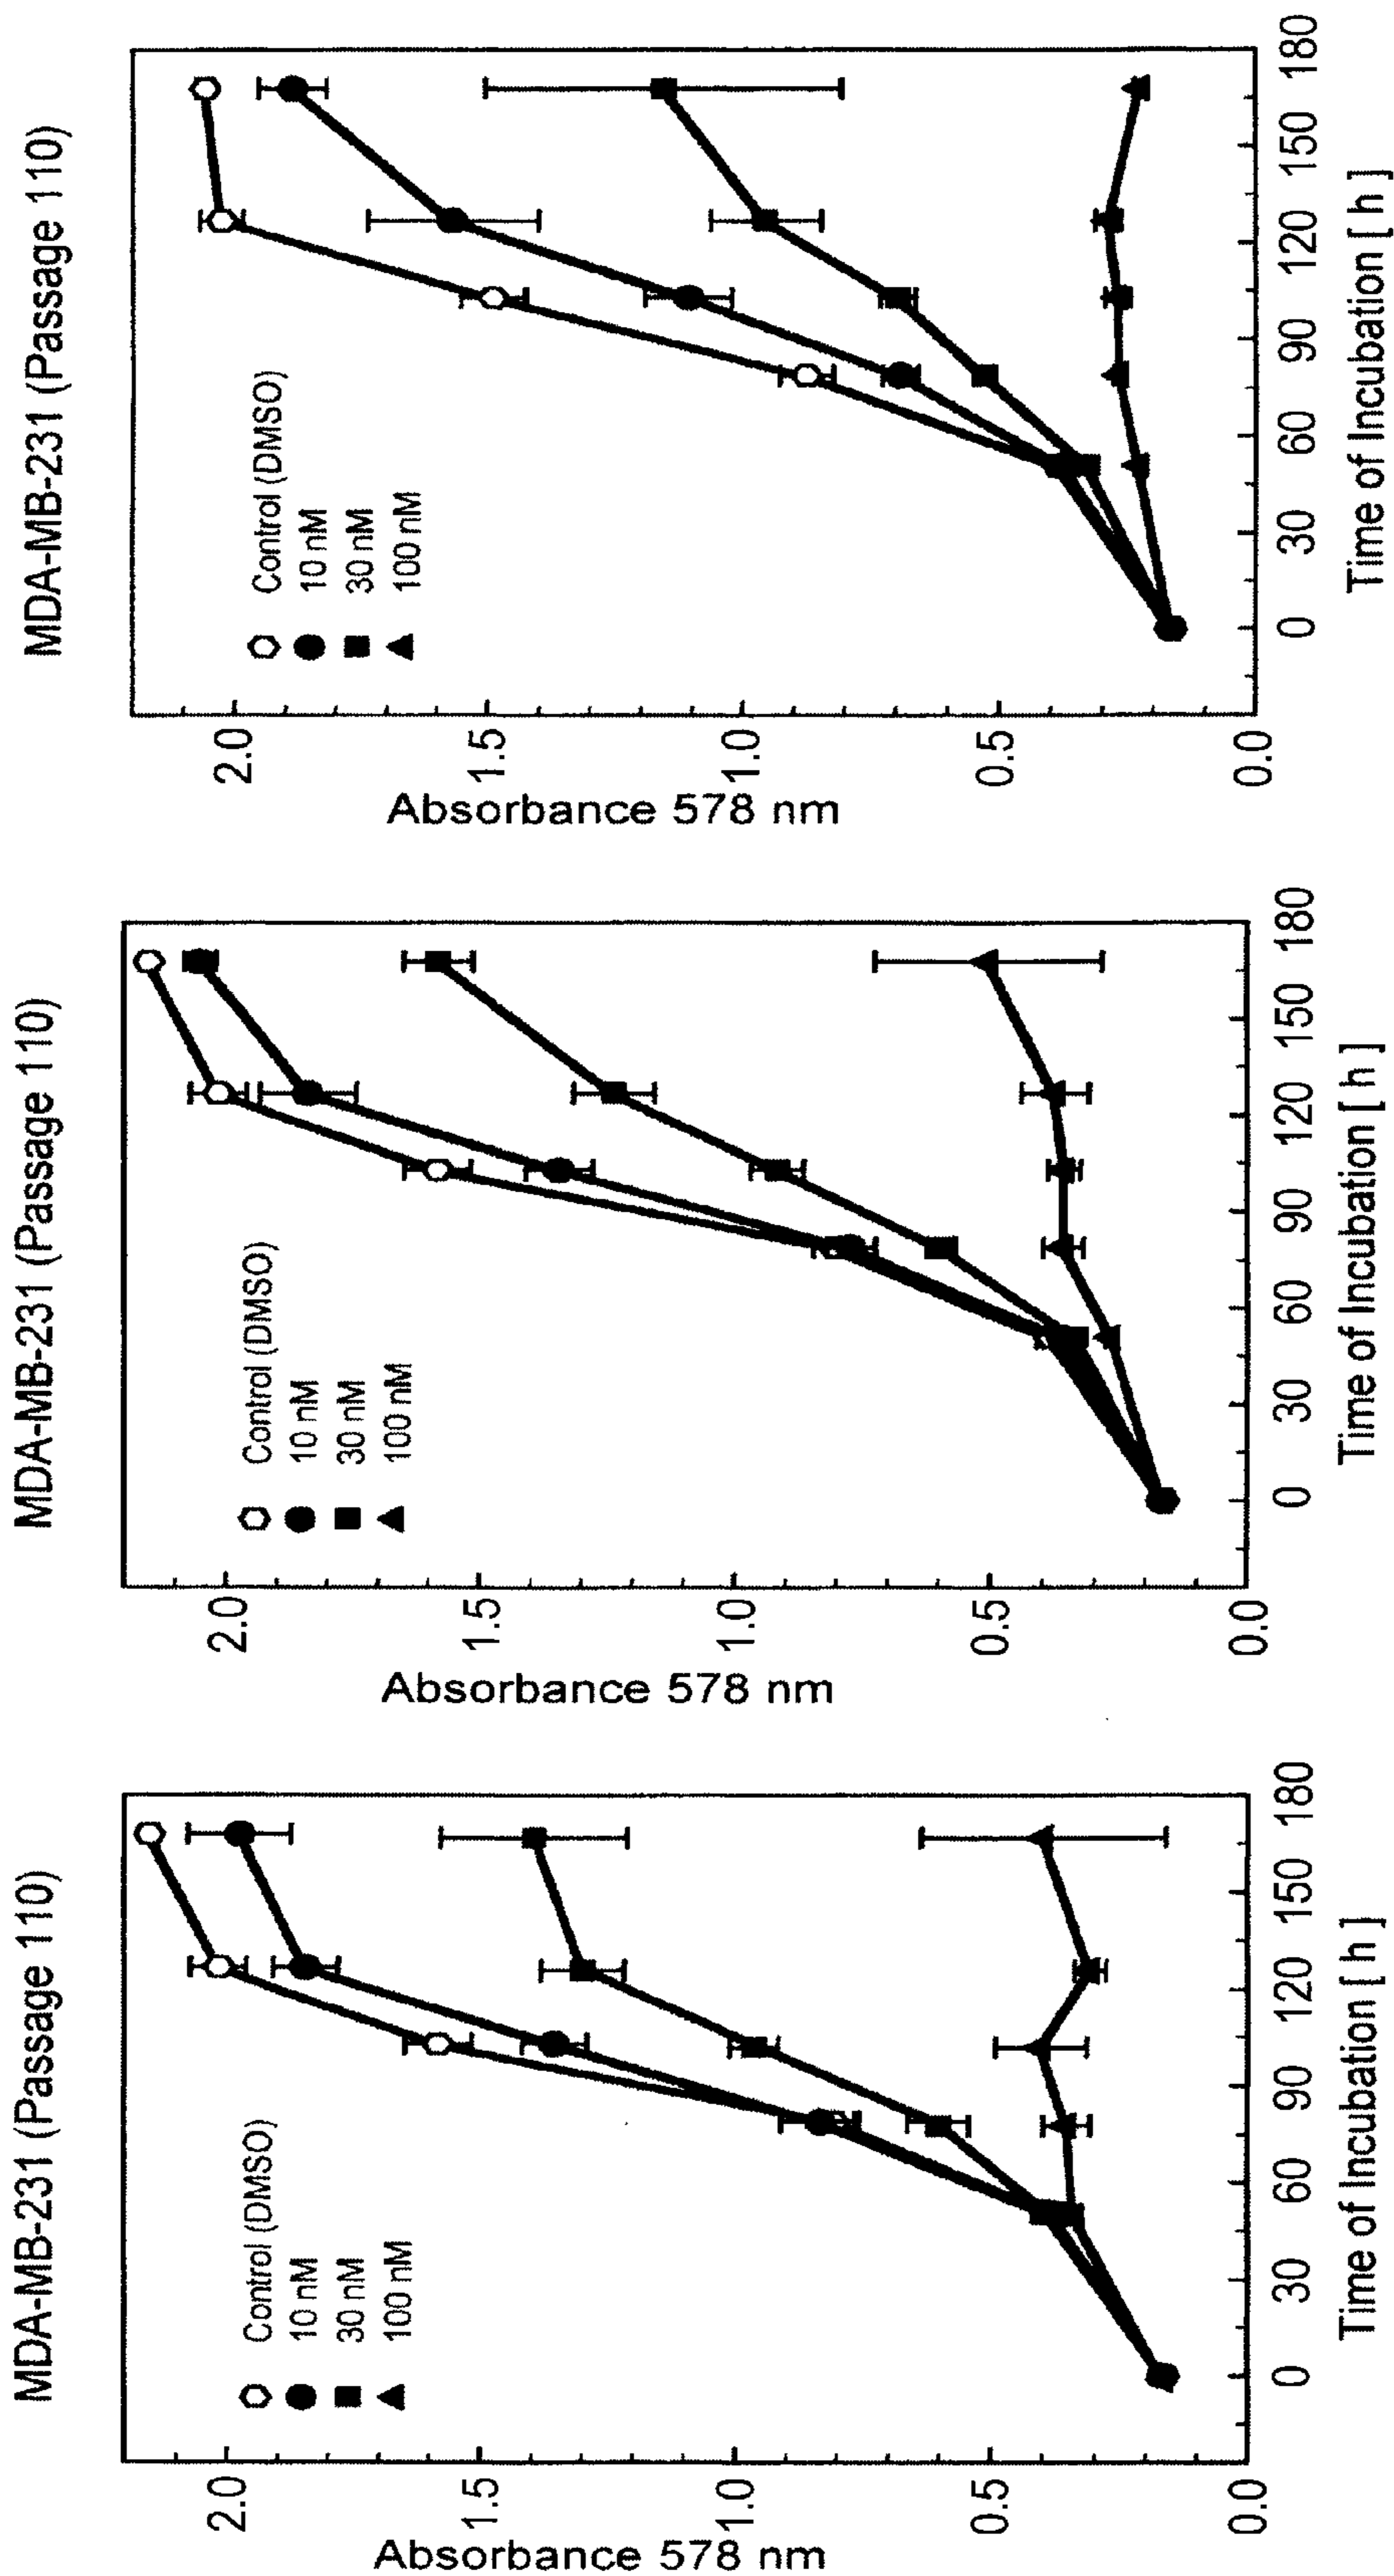 MDA-MB-231 (Passage 110)
Absorbance 578 nm
2.0
1.5
1.0
0.5
0.0
Control (DMSO)
10 nM
30 nM
100 nM
0 30 60 90 120 150 180
Time of Incubation [ h ]
MDA-MB-231 (Passage 110)
Absorbance 578 nm
2.0
1.5
1.0
0.5
0.0
Control (DMSO)
10 nM
30 nM
100 nM
0 30 60 90 120 150 180
Time of Incubation [ h ]
MDA-MB-231 (Passage 110)
Absorbance 578 nm
2.0
1.5
1.0
0.5
0.0
Control (DMSO)
10 nM
30 nM
100 nM
0 30 60 90 120 150 180
Time of Incubation [ h